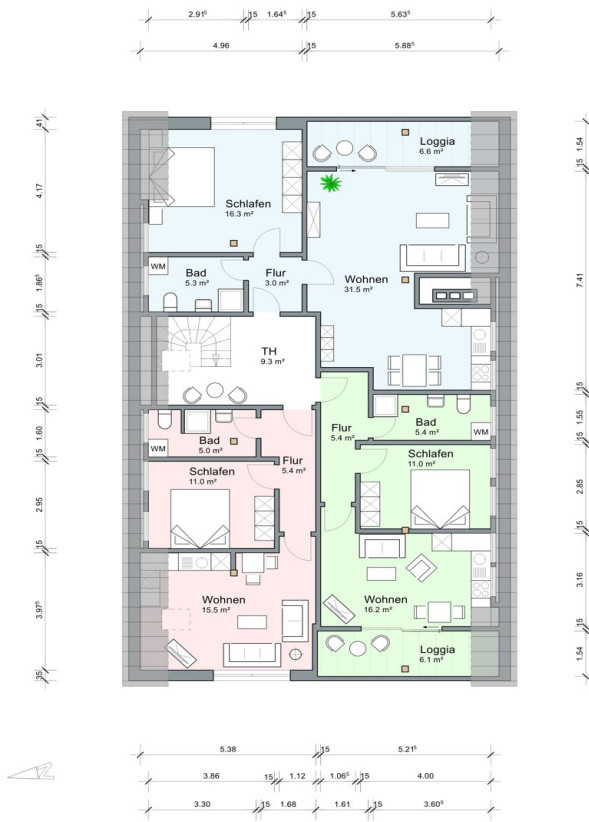 2.91⁵ 15 1.64⁵ 15 5.63⁵
4.96 15 5.88⁵
41
4.17
15
1.86⁵
15
3.01
15
1.60
15
2.95
15
3.97⁵
35
1.54
15
7.41
15
1.55
15
2.85
15
3.16
15
1.54
Loggia
6.6 m²
Schlafen
16.3 m²
WM
Bad
5.3 m²
Flur
3.0 m²
Wohnen
31.5 m²
TH
9.3 m²
WM
Bad
5.0 m²
Flur
5.4 m²
Flur
5.4 m²
Bad
5.4 m²
WM
Schlafen
11.0 m²
Schlafen
11.0 m²
Wohnen
15.5 m²
Wohnen
16.2 m²
Loggia
6.1 m²
5.38 15 5.21⁵
3.86 15 1.12 1.06⁵ 15 4.00
3.30 15 1.68 1.61 15 3.60⁵